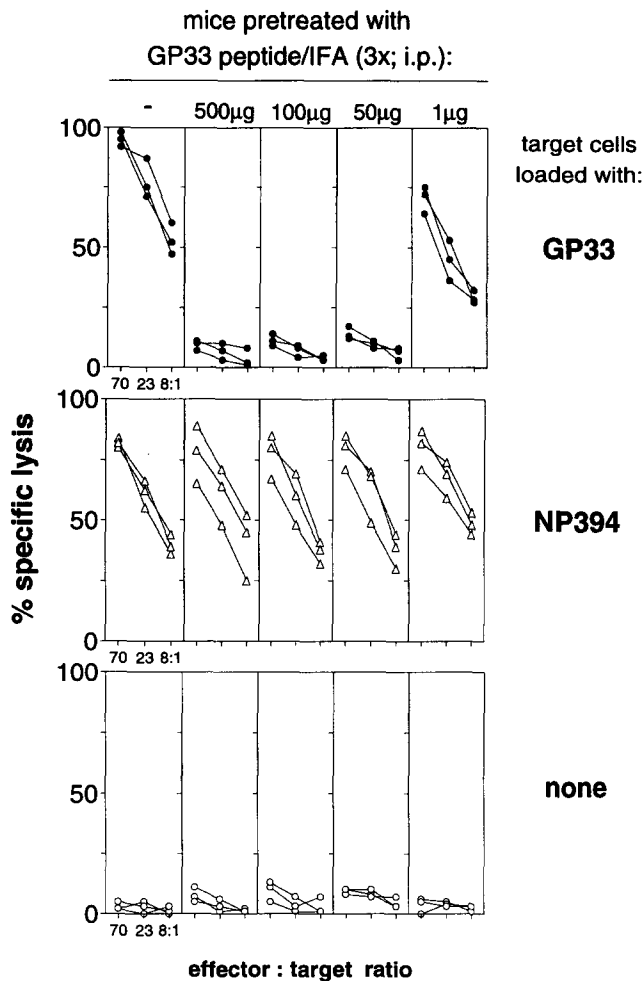 mice pretreated with
GP33 peptide/IFA (3x; i.p.):
- 500µg 100µg 50µg 1µg
target cells
loaded with:
100
50
0
70 23 8:1
GP33
100
50
0
70 23 8:1
NP394
100
50
0
70 23 8:1
none
% specific lysis
effector : target ratio